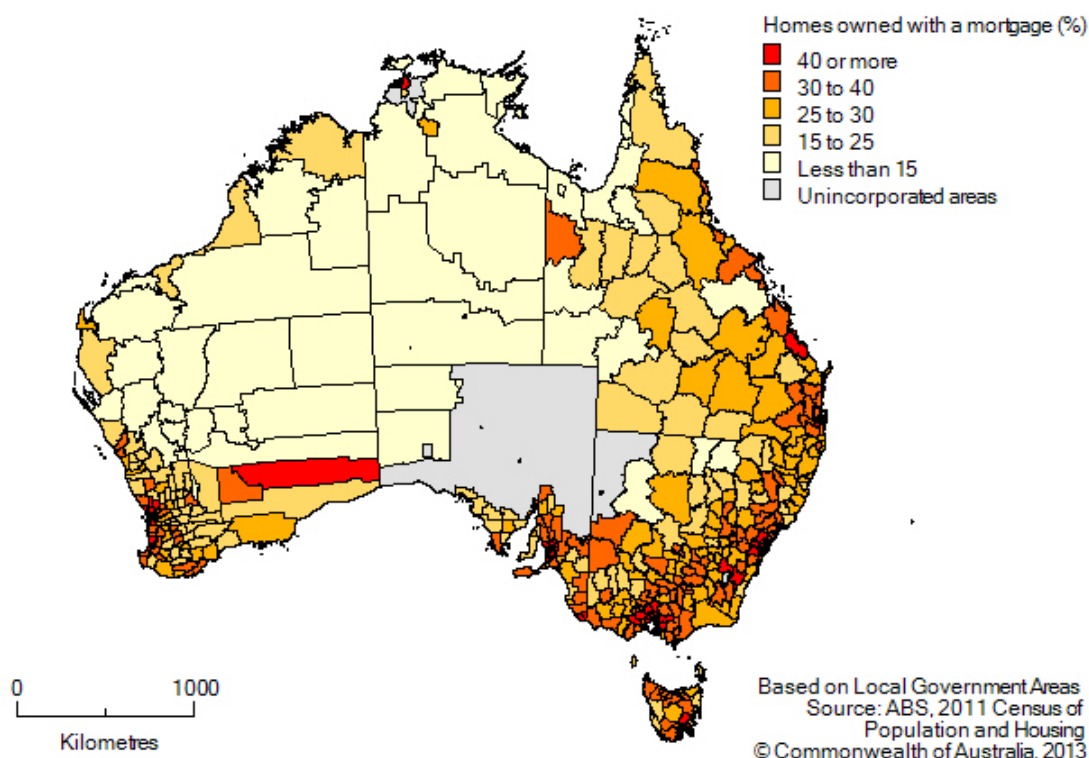 Homes owned with a mortgage (%)
40 or more
30 to 40
25 to 30
15 to 25
Less than 15
Unincorporated areas
0 1000
Kilometres
Based on Local Government Areas
Source: ABS, 2011 Census of
Population and Housing
© Commonwealth of Australia, 2013